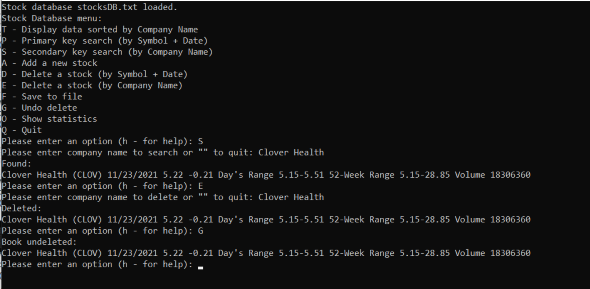 Stock database stocksDB.txt loaded.
Stock Database menu:
T - Display data sorted by Company Name
P - Primary key search (by Symbol + Date)
S - Secondary key search (by Company Name)
A - Add a new stock
D - Delete a stock (by Symbol + Date)
E - Delete a stock (by Company Name)
F - Save to file
G - Undo delete
O - Show statistics
Q - Quit
Please enter an option (h - for help): S
Please enter company name to search or "" to quit: Clover Health
Found:
Clover Health (CLOV) 11/23/2021 5.22 -0.21 Day's Range 5.15-5.51 52-Week Range 5.15-28.85 Volume 18306360
Please enter an option (h - for help): E
Please enter company name to delete or "" to quit: Clover Health
Deleted:
Clover Health (CLOV) 11/23/2021 5.22 -0.21 Day's Range 5.15-5.51 52-Week Range 5.15-28.85 Volume 18306360
Please enter an option (h - for help): G
Book undeleted:
Clover Health (CLOV) 11/23/2021 5.22 -0.21 Day's Range 5.15-5.51 52-Week Range 5.15-28.85 Volume 18306360
Please enter an option (h - for help):